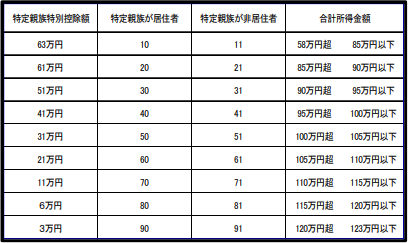 特定親族特別控除額 特定親族が居住者 特定親族が非居住者 合計所得金額
63万円 10 11 58万円超 85万円以下
61万円 20 21 85万円超 90万円以下
51万円 30 31 90万円超 95万円以下
41万円 40 41 95万円超 100万円以下
31万円 50 51 100万円超 105万円以下
21万円 60 61 105万円超 110万円以下
11万円 70 71 110万円超 115万円以下
6万円 80 81 115万円超 120万円以下
3万円 90 91 120万円超 123万円以下